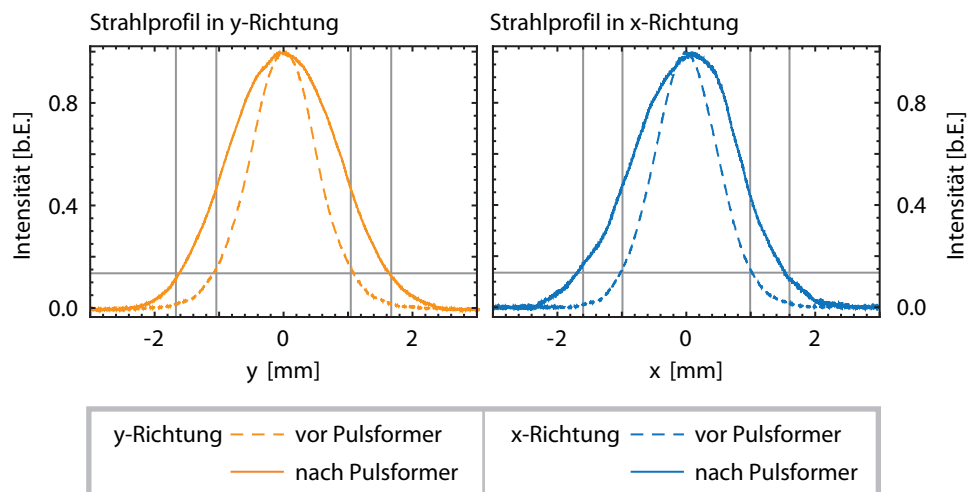 Strahlprofil in y-Richtung
Strahlprofil in x-Richtung
Intensität [b.E.]
0.8
0.4
0.0
-2
0
2
y [mm]
-2
0
2
x [mm]
0.8
0.4
0.0
Intensität [b.E.]
y-Richtung
vor Pulsformer
nach Pulsformer
x-Richtung
vor Pulsformer
nach Pulsformer